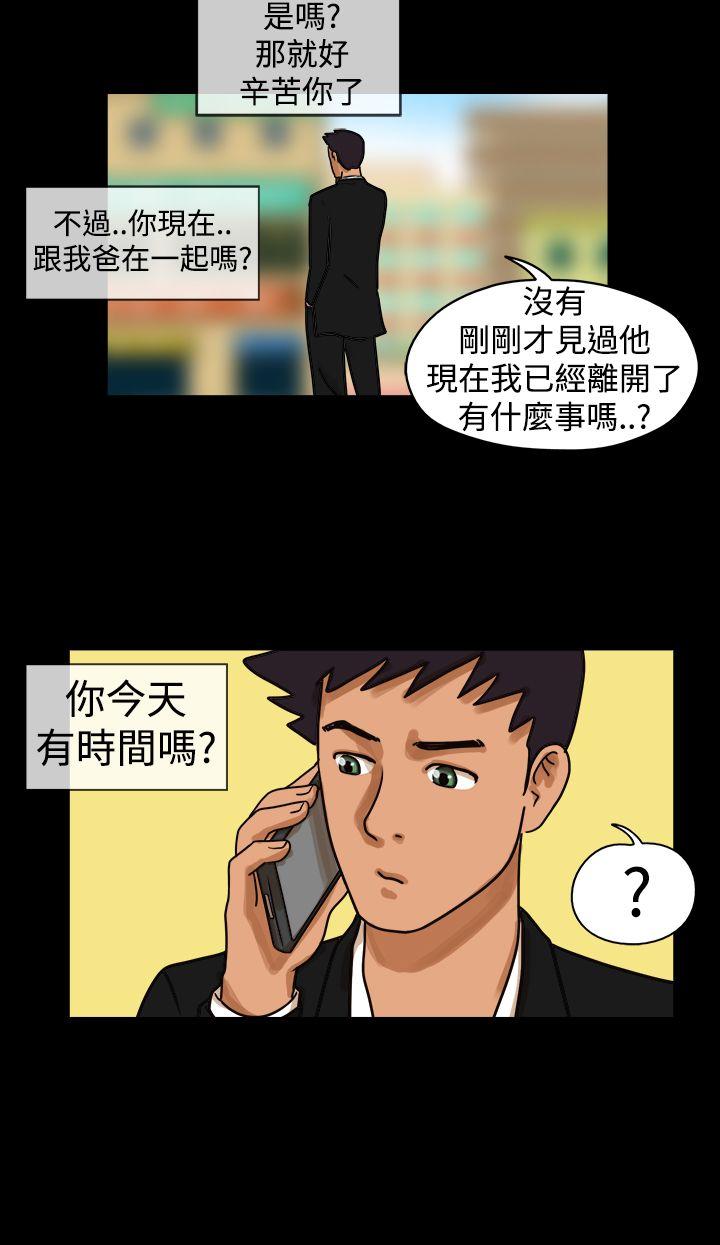 是嗎?
那就好
辛苦你了
不過..你現在..
跟我爸在一起嗎?
沒有
剛剛才見過他
現在我已經離開了
有什麼事嗎..?
你今天
有時間嗎?
?